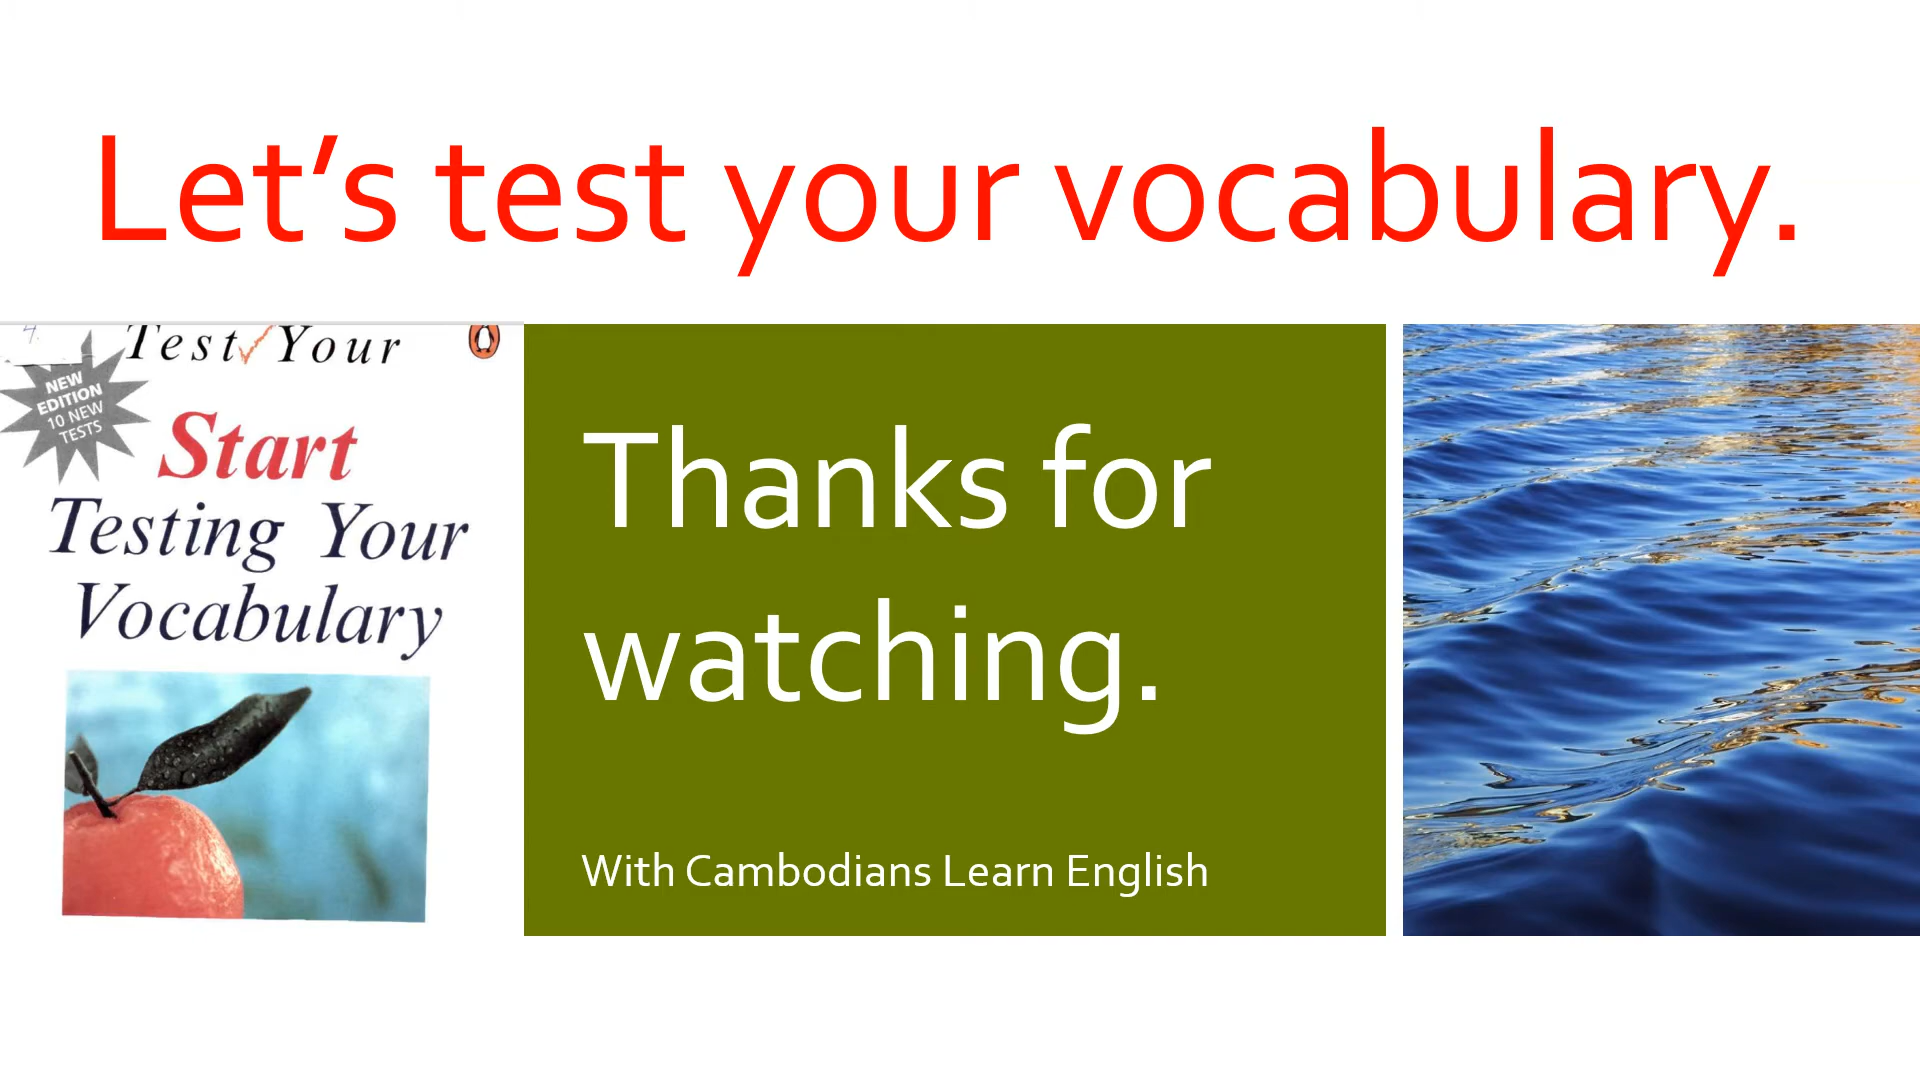 Let’s test your vocabulary.
Test Your
NEW
EDITION
10 NEW
TESTS
Start
Testing Your
Vocabulary
Thanks for
watching.
With Cambodians Learn English